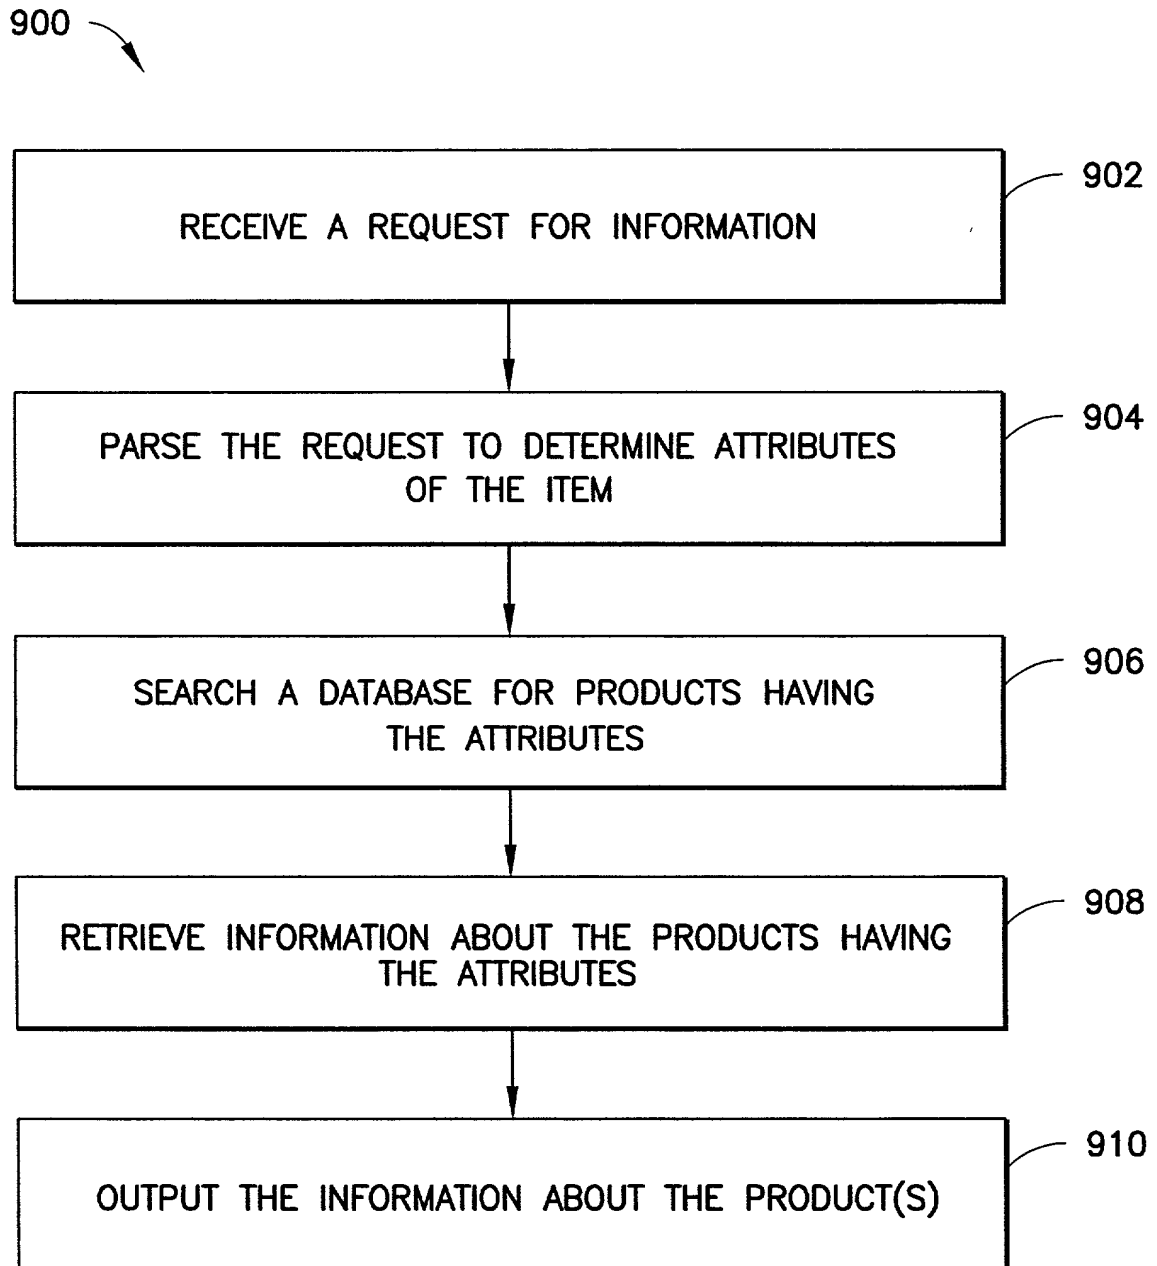 900
RECEIVE A REQUEST FOR INFORMATION
902
PARSE THE REQUEST TO DETERMINE ATTRIBUTES
OF THE ITEM
904
SEARCH A DATABASE FOR PRODUCTS HAVING
THE ATTRIBUTES
906
RETRIEVE INFORMATION ABOUT THE PRODUCTS HAVING
THE ATTRIBUTES
908
OUTPUT THE INFORMATION ABOUT THE PRODUCT(S)
910